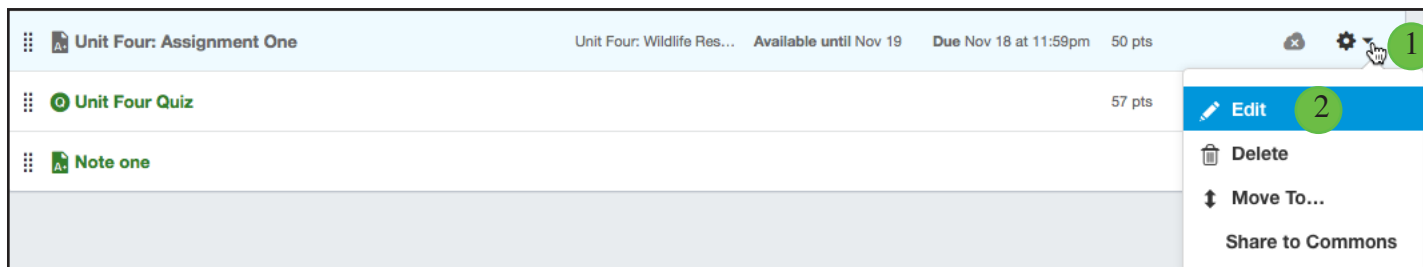 Unit Four: Assignment One Unit Four: Wildlife Res... Available until Nov 19 Due Nov 18 at 11:59pm 50 pts 1
Unit Four Quiz 57 pts
Edit 2
Note one
Delete
Move To...
Share to Commons